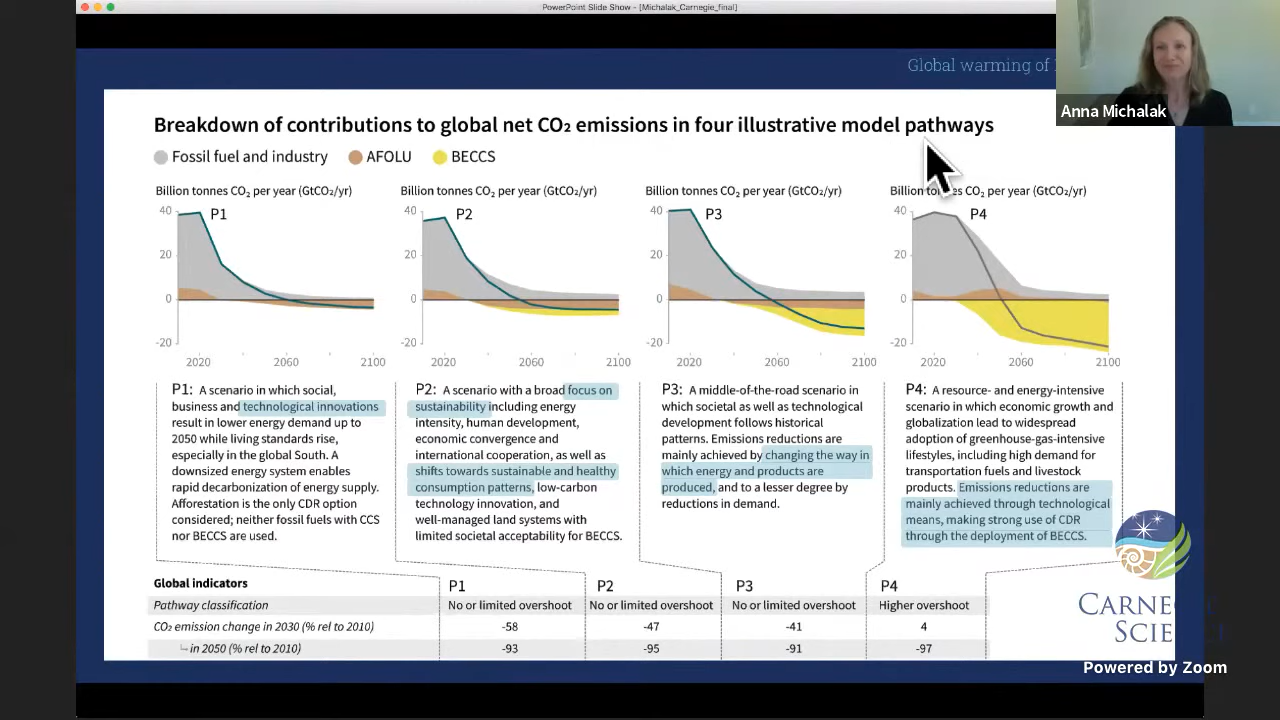 PowerPoint Slide Show - [Michalak_Carnegie_final]
Global warming of
Anna Michalak
Breakdown of contributions to global net CO₂ emissions in four illustrative model pathways
Fossil fuel and industry AFOLU BECCS
Billion tonnes CO₂ per year (GtCO₂/yr) Billion tonnes CO₂ per year (GtCO₂/yr) Billion tonnes CO₂ per year (GtCO₂/yr) Billion tonnes CO₂ per year (GtCO₂/yr)
40 P1 40 P2 40 P3 40 P4
20 20 20 20
0 0 0 0
-20 -20 -20 -20
2020 2060 2100 2020 2060 2100 2020 2060 2100 2020 2060 2100
P1: A scenario in which social,
business and technological innovations
result in lower energy demand up to
2050 while living standards rise,
especially in the global South. A
downsized energy system enables
rapid decarbonization of energy supply.
Afforestation is the only CDR option
considered; neither fossil fuels with CCS
nor BECCS are used.
P2: A scenario with a broad focus on
sustainability including energy
intensity, human development,
economic convergence and
international cooperation, as well as
shifts towards sustainable and healthy
consumption patterns, low-carbon
technology innovation, and
well-managed land systems with
limited societal acceptability for BECCS.
P3: A middle-of-the-road scenario in
which societal as well as technological
development follows historical
patterns. Emissions reductions are
mainly achieved by changing the way in
which energy and products are
produced, and to a lesser degree by
reductions in demand.
P4: A resource- and energy-intensive
scenario in which economic growth and
globalization lead to widespread
adoption of greenhouse-gas-intensive
lifestyles, including high demand for
transportation fuels and livestock
products. Emissions reductions are
mainly achieved through technological
means, making strong use of CDR
through the deployment of BECCS.
Global indicators P1 P2 P3 P4
Pathway classification No or limited overshoot No or limited overshoot No or limited overshoot Higher overshoot
CO₂ emission change in 2030 (% rel to 2010) -58 -47 -41 4
in 2050 (% rel to 2010) -93 -95 -91 -97
CARNE
SCIE
Powered by Zoom